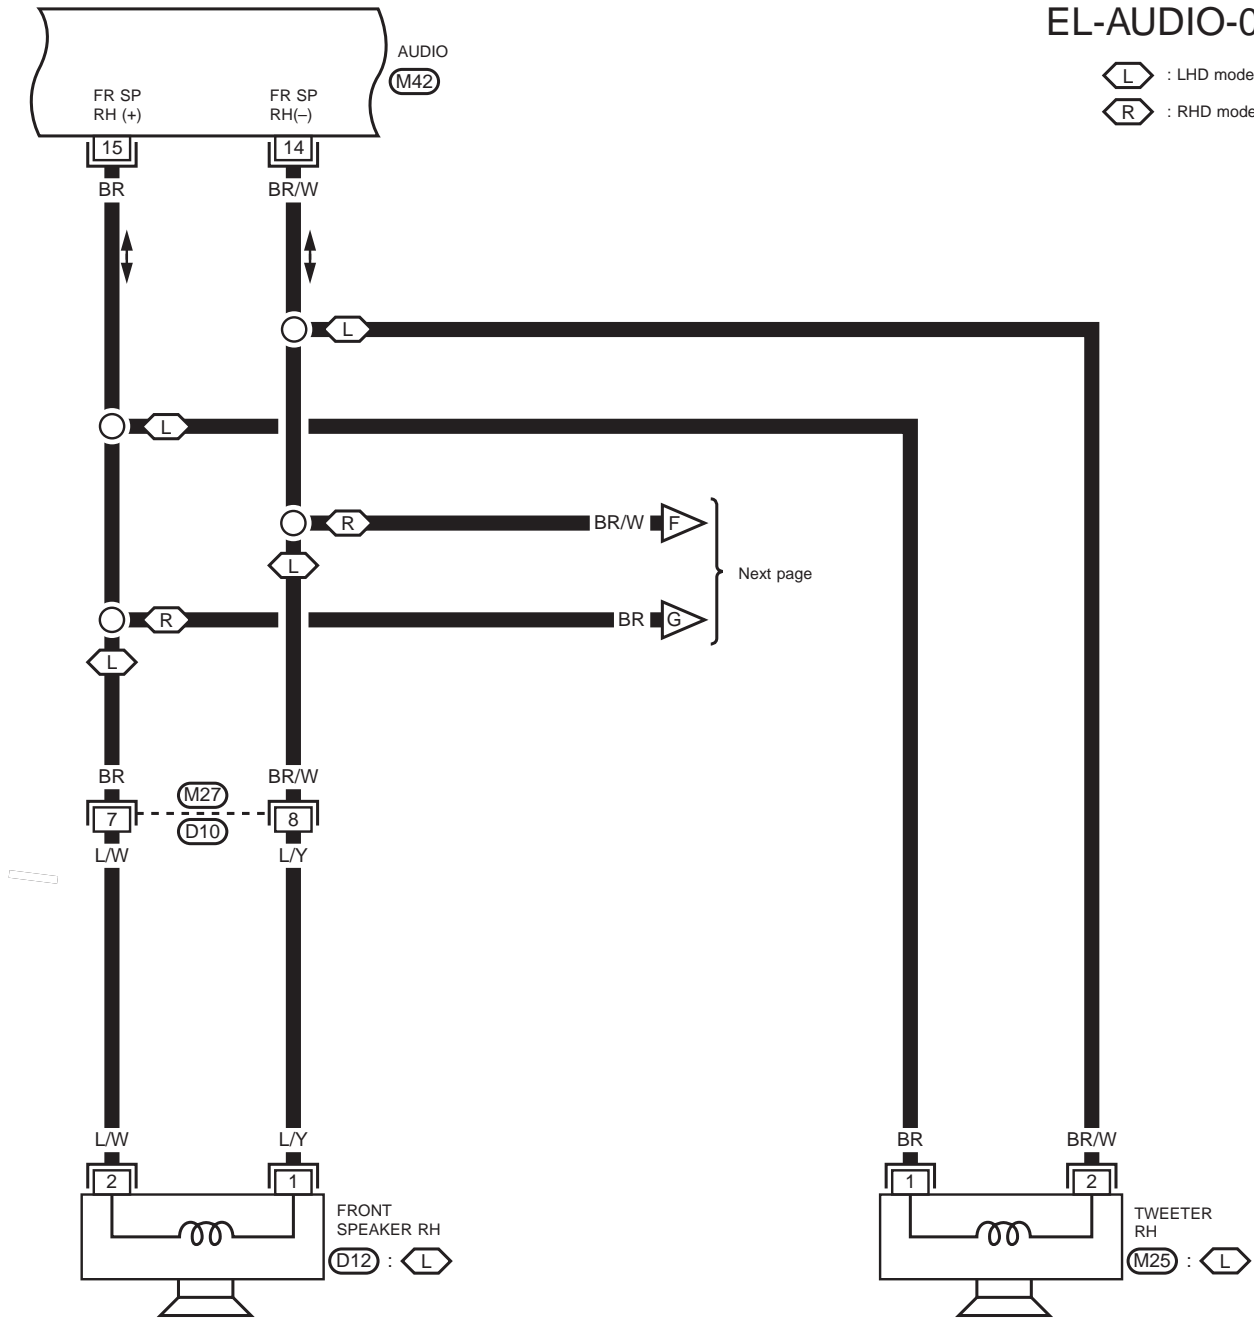 EL-AUDIO-0
L : LHD mode
R : RHD mode
AUDIO
M42
FR SP
RH (+)
FR SP
RH(–)
15
14
BR
BR/W
L
L
R
BR/W
F
L
Next page
R
BR
G
L
BR
BR/W
M27
7
8
D10
L/W
L/Y
L/W
L/Y
BR
BR/W
2
1
1
2
FRONT
SPEAKER RH
D12 : L
TWEETER
RH
M25 : L